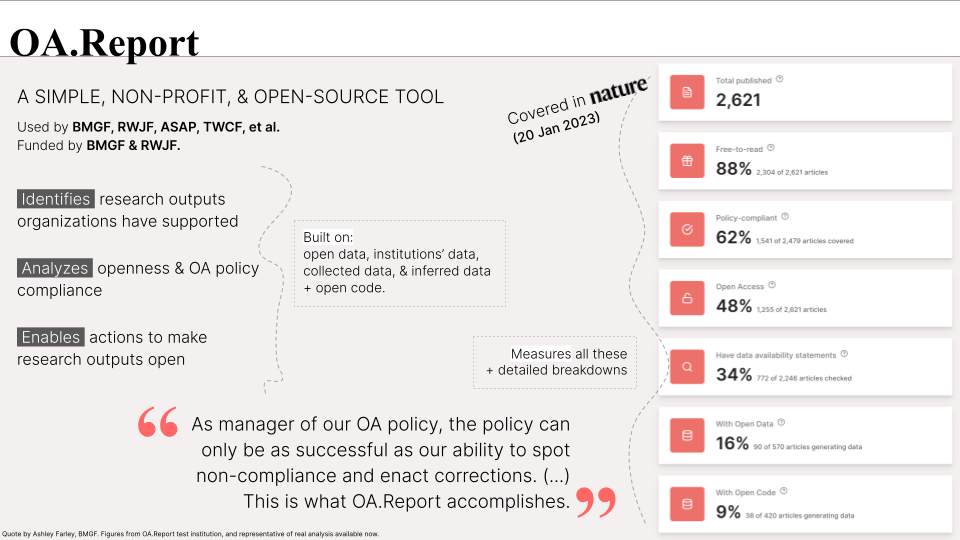 OA.Report
A SIMPLE, NON-PROFIT, & OPEN-SOURCE TOOL
Used by BMGF, RWJF, ASAP, TWCF, et al.
Funded by BMGF & RWJF.
Covered in nature
(20 Jan 2023)
Identifies research outputs
organizations have supported
Analyzes openness & OA policy
compliance
Enables actions to make
research outputs open
Built on:
open data, institutions' data,
collected data, & inferred data
+ open code.
Measures all these
+ detailed breakdowns
“ As manager of our OA policy, the policy can
only be as successful as our ability to spot
non-compliance and enact corrections. (...)
This is what OA.Report accomplishes. ”
Total published ?
2,621
Free-to-read ?
88% 2,304 of 2,621 articles
Policy-compliant ?
62% 1,541 of 2,479 articles covered
Open Access ?
48% 1,255 of 2,621 articles
Have data availability statements ?
34% 772 of 2,246 articles checked
With Open Data ?
16% 90 of 570 articles generating data
With Open Code ?
9% 38 of 420 articles generating data
Quote by Ashley Farley, BMGF. Figures from OA.Report test institution, and representative of real analysis available now.